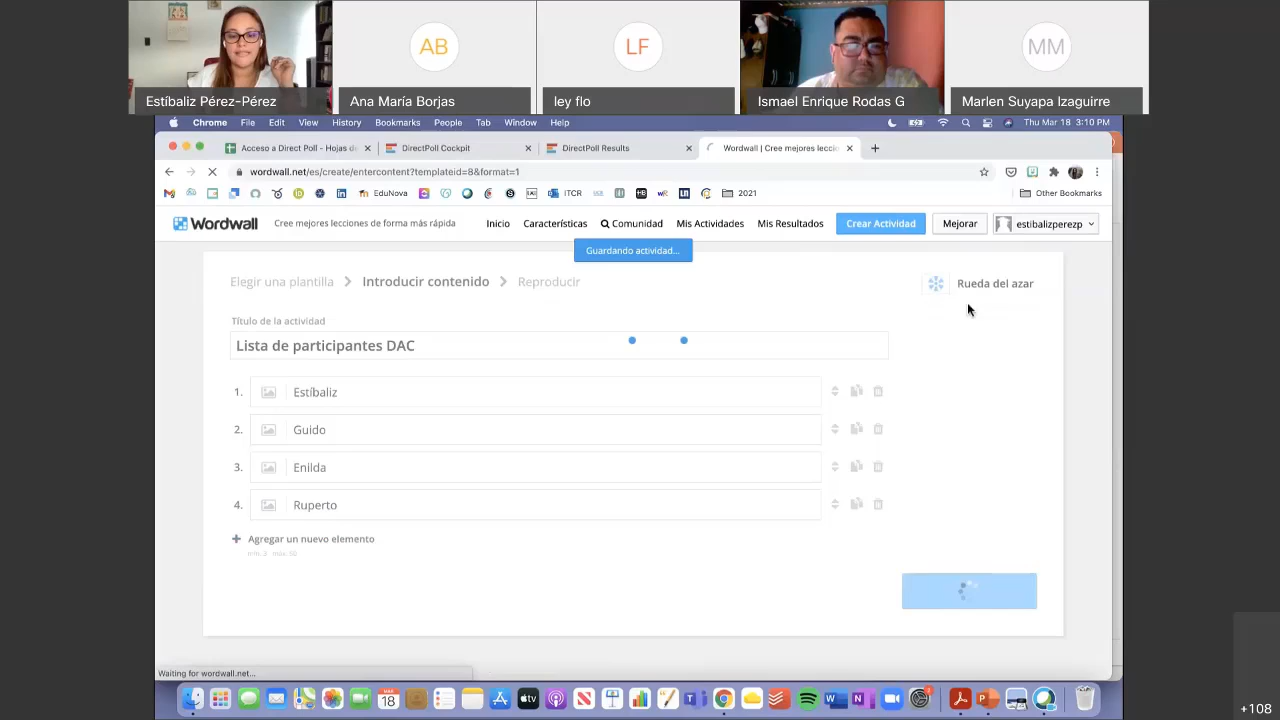 AB
LF
MM
Estíbaliz Pérez-Pérez
Ana María Borjas
ley flo
Ismael Enrique Rodas G
Marlen Suyapa Izaguirre
Chrome File Edit View History Bookmarks People Tab Window Help
Thu Mar 18 3:10 PM
Acceso a Direct Poll - Hojas de
DirectPoll Cockpit
DirectPoll Results
Wordwall | Cree mejores leccio
wordwall.net/es/create/entercontent?templateid=8&format=1
EduNova
ITCR
2021
Other Bookmarks
Wordwall
Cree mejores lecciones de forma más rápida
Inicio
Características
Comunidad
Mis Actividades
Mis Resultados
Crear Actividad
Mejorar
estibalizperezp
Guardando actividad...
Elegir una plantilla
Introducir contenido
Reproducir
Rueda del azar
Título de la actividad
Lista de participantes DAC
1. Estíbaliz
2. Guido
3. Enilda
4. Ruperto
+ Agregar un nuevo elemento
Waiting for wordwall.net...
MAR
18
+108